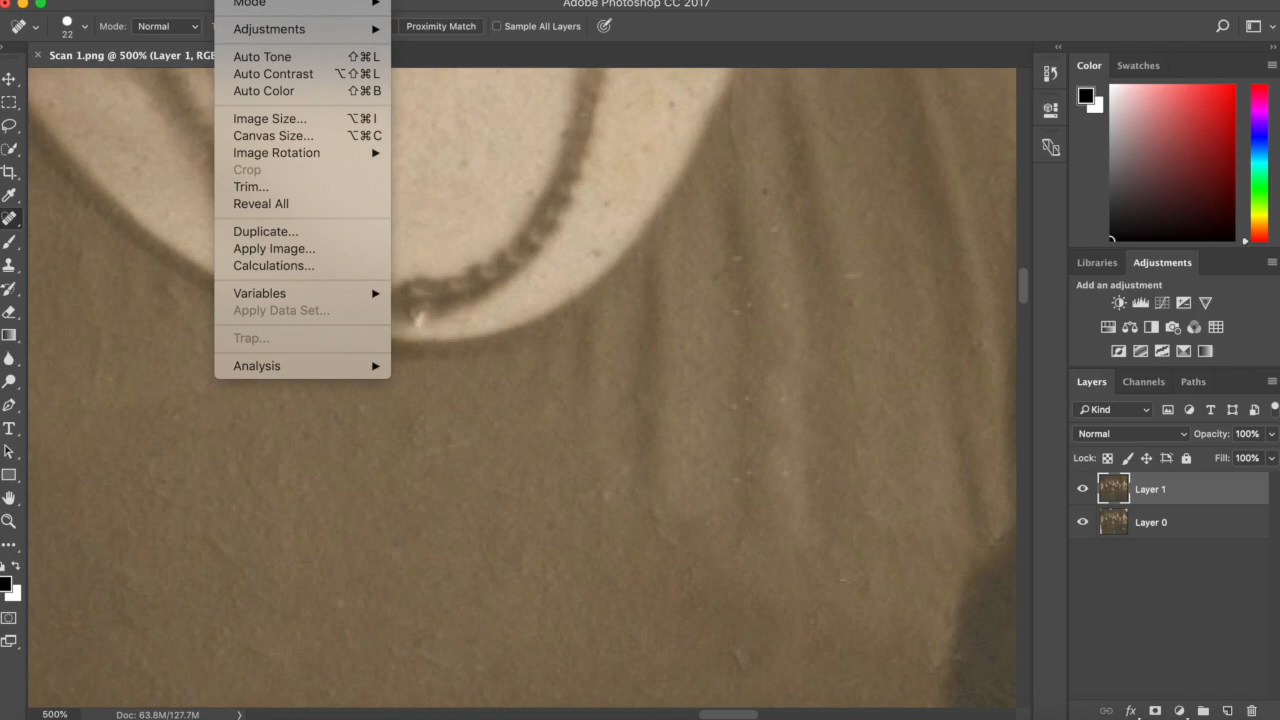 Adobe Photoshop CC 2017
22
Mode: Normal
Proximity Match
Sample All Layers
Scan 1.png @ 500% (Layer 1, RGB
Mode
Adjustments
Auto Tone ⇧⌘L
Auto Contrast ⌥⇧⌘L
Auto Color ⇧⌘B
Image Size... ⌥⌘I
Canvas Size... ⌥⌘C
Image Rotation
Crop
Trim...
Reveal All
Duplicate...
Apply Image...
Calculations...
Variables
Apply Data Set...
Trap...
Analysis
Color Swatches
Libraries Adjustments
Add an adjustment
Layers Channels Paths
Kind
Normal Opacity: 100%
Lock: Fill: 100%
Layer 1
Layer 0
fx
500% Doc: 63.8M/127.7M